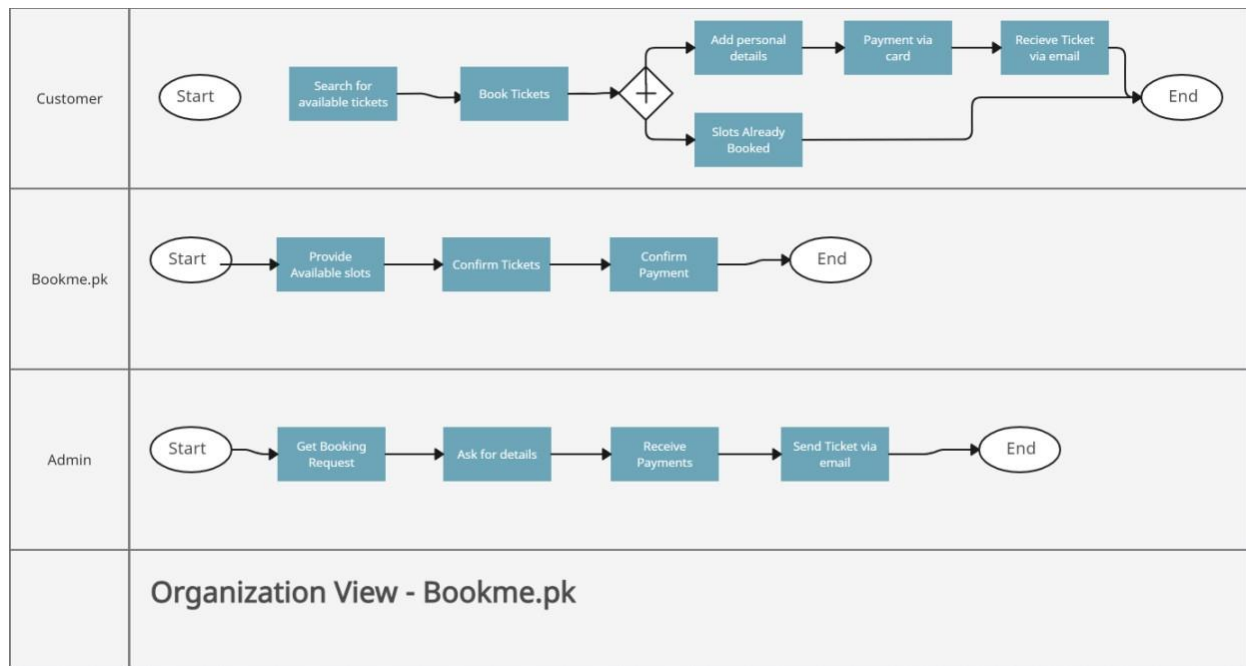 Customer
Start
Search for
available tickets
Book Tickets
Add personal
details
Payment via
card
Recieve Ticket
via email
Slots Already
Booked
End
Bookme.pk
Start
Provide
Available slots
Confirm Tickets
Confirm
Payment
End
Admin
Start
Get Booking
Request
Ask for details
Receive
Payments
Send Ticket via
email
End
Organization View - Bookme.pk